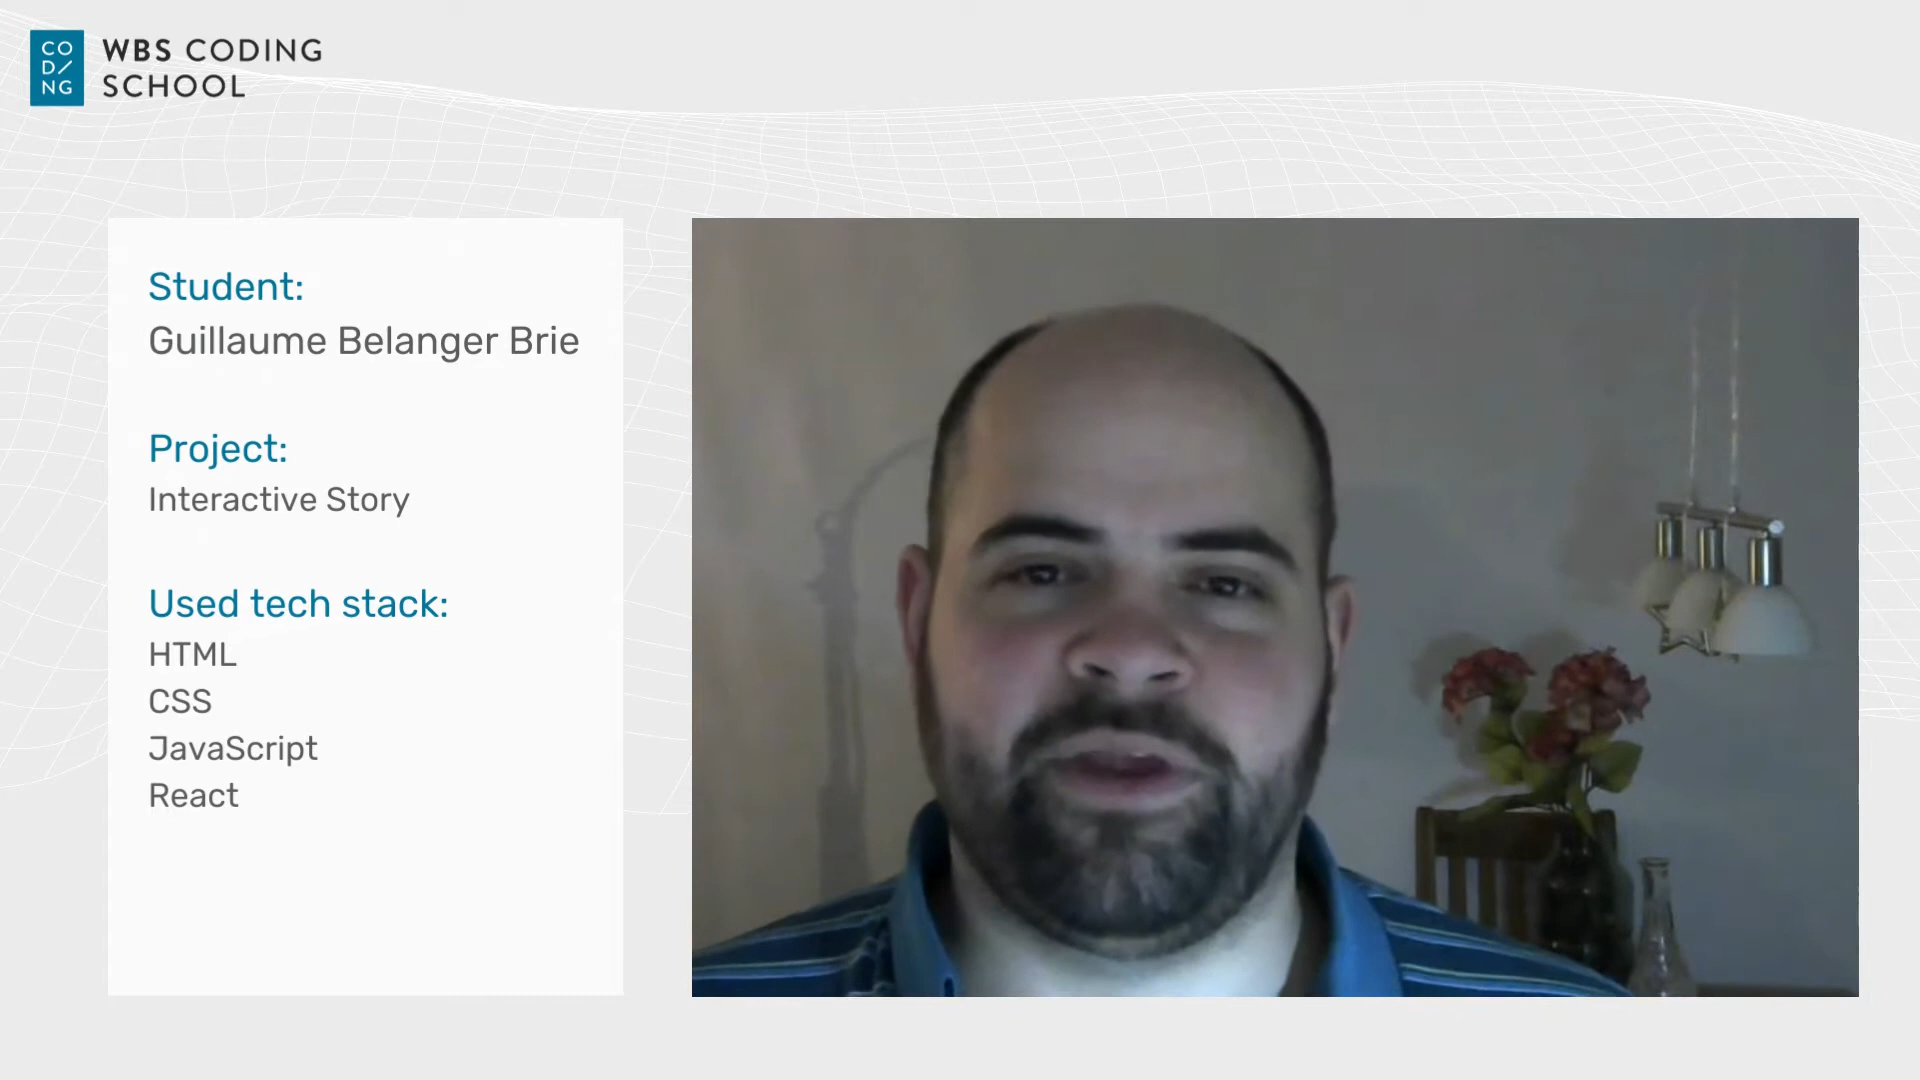 CO
D/
NG
WBS CODING
SCHOOL
Student:
Guillaume Belanger Brie
Project:
Interactive Story
Used tech stack:
HTML
CSS
JavaScript
React